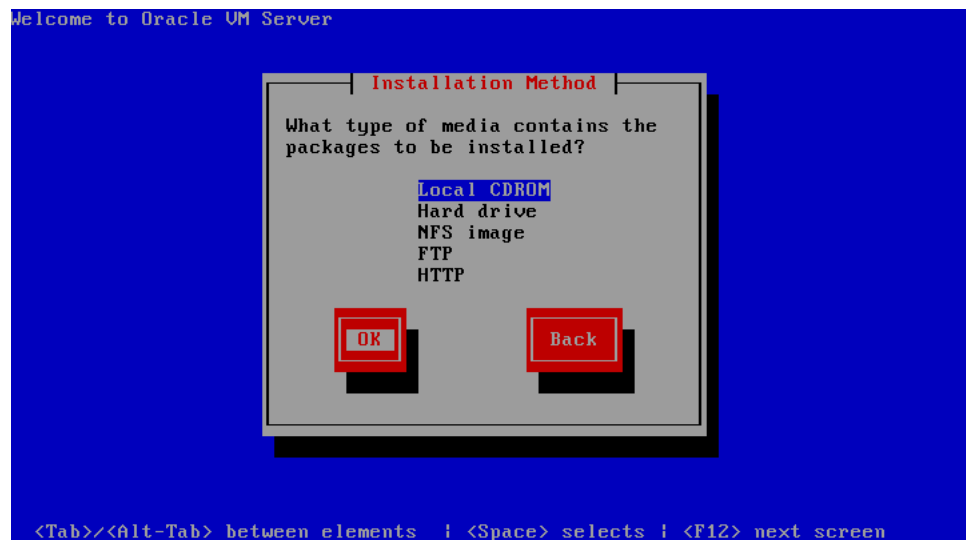 Welcome to Oracle VM Server
Installation Method
What type of media contains the
packages to be installed?
Local CDROM
Hard drive
NFS image
FTP
HTTP
OK Back
<Tab>/<Alt-Tab> between elements | <Space> selects | <F12> next screen